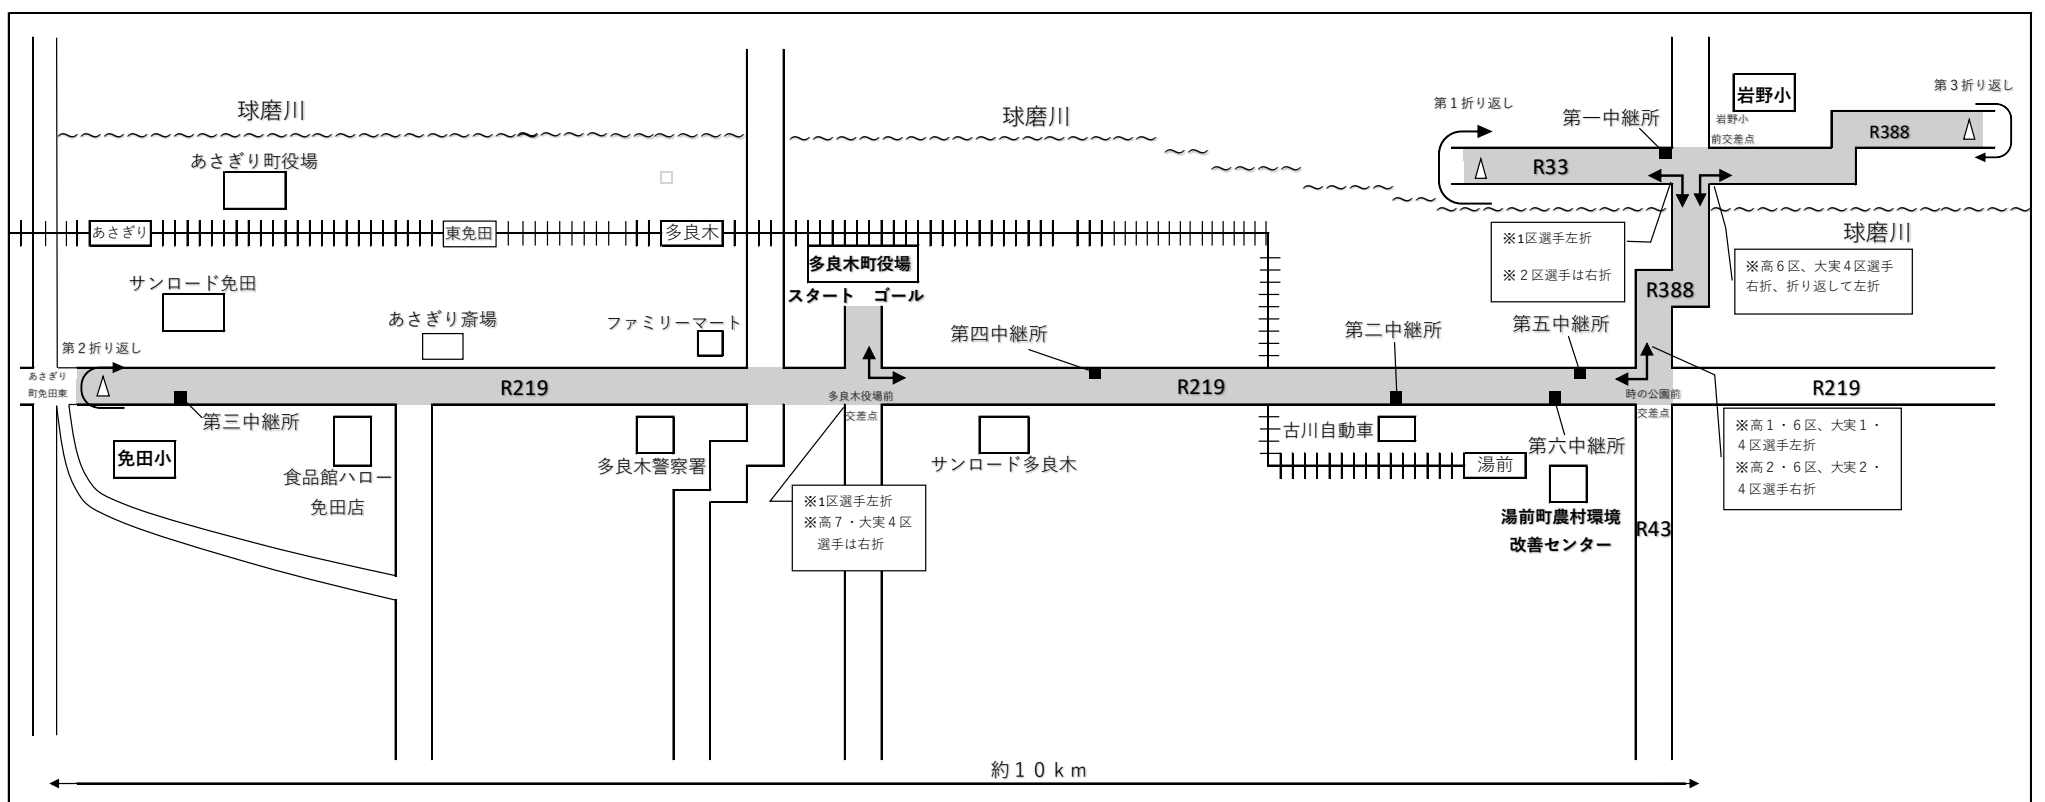 第３折り返し
岩野小
第１折り返し
球磨川
球磨川
第一中継所
岩野小
前交差点
R388
あさぎり町役場
R33
あさぎり
東免田
多良木
※1区選手左折
※２区選手は右折
球磨川
多良木町役場
※高６区、大実４区選手
右折、折り返して左折
サンロード免田
スタート　ゴール
R388
あさぎり斎場
ファミリーマート
第四中継所
第二中継所
第五中継所
第２折り返し
あさぎり
町免田東
R219
多良木役場前
交差点
R219
時の公園前
交差点
R219
第三中継所
免田小
食品館ハロー
免田店
多良木警察署
サンロード多良木
古川自動車
第六中継所
湯前
※高１・６区、大実１・
４区選手左折
※高２・６区、大実２・
４区選手右折
※1区選手左折
※高７・大実４区
選手は右折
湯前町農村環境
改善センター
R43
約１０ｋｍ